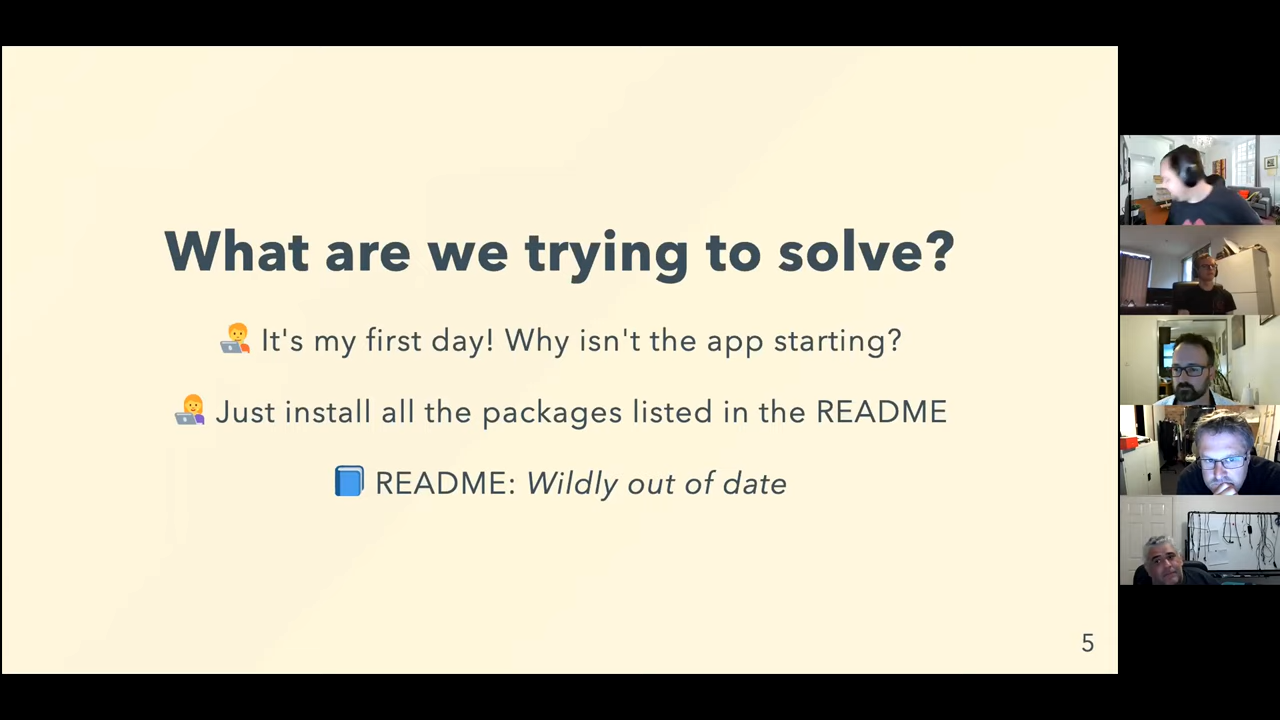 What are we trying to solve?
🧑‍💻 It's my first day! Why isn't the app starting?
👩‍💻 Just install all the packages listed in the README
📘 README: Wildly out of date
5